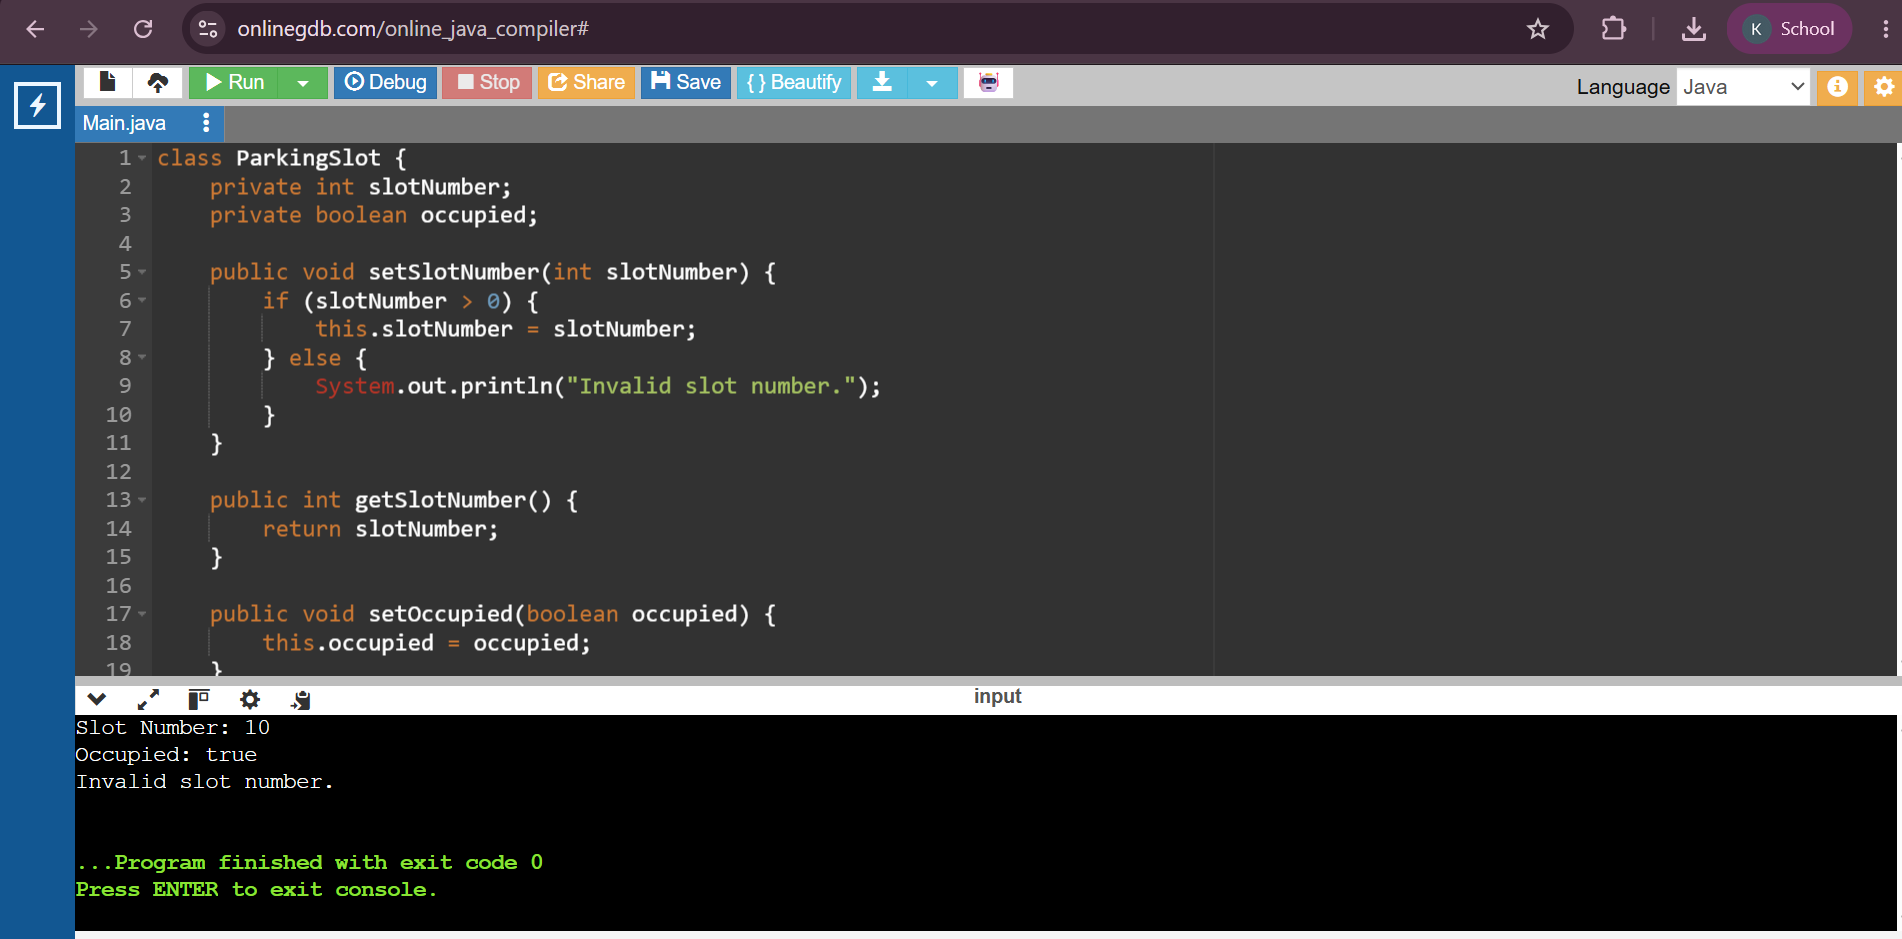 onlinegdb.com/online_java_compiler#
K School
Run Debug Stop Share Save { } Beautify
Language Java
Main.java
1 class ParkingSlot {
2     private int slotNumber;
3     private boolean occupied;
4
5     public void setSlotNumber(int slotNumber) {
6         if (slotNumber > 0) {
7             this.slotNumber = slotNumber;
8         } else {
9             System.out.println("Invalid slot number.");
10         }
11     }
12
13     public int getSlotNumber() {
14         return slotNumber;
15     }
16
17     public void setOccupied(boolean occupied) {
18         this.occupied = occupied;
19     }
input
Slot Number: 10
Occupied: true
Invalid slot number.
...Program finished with exit code 0
Press ENTER to exit console.